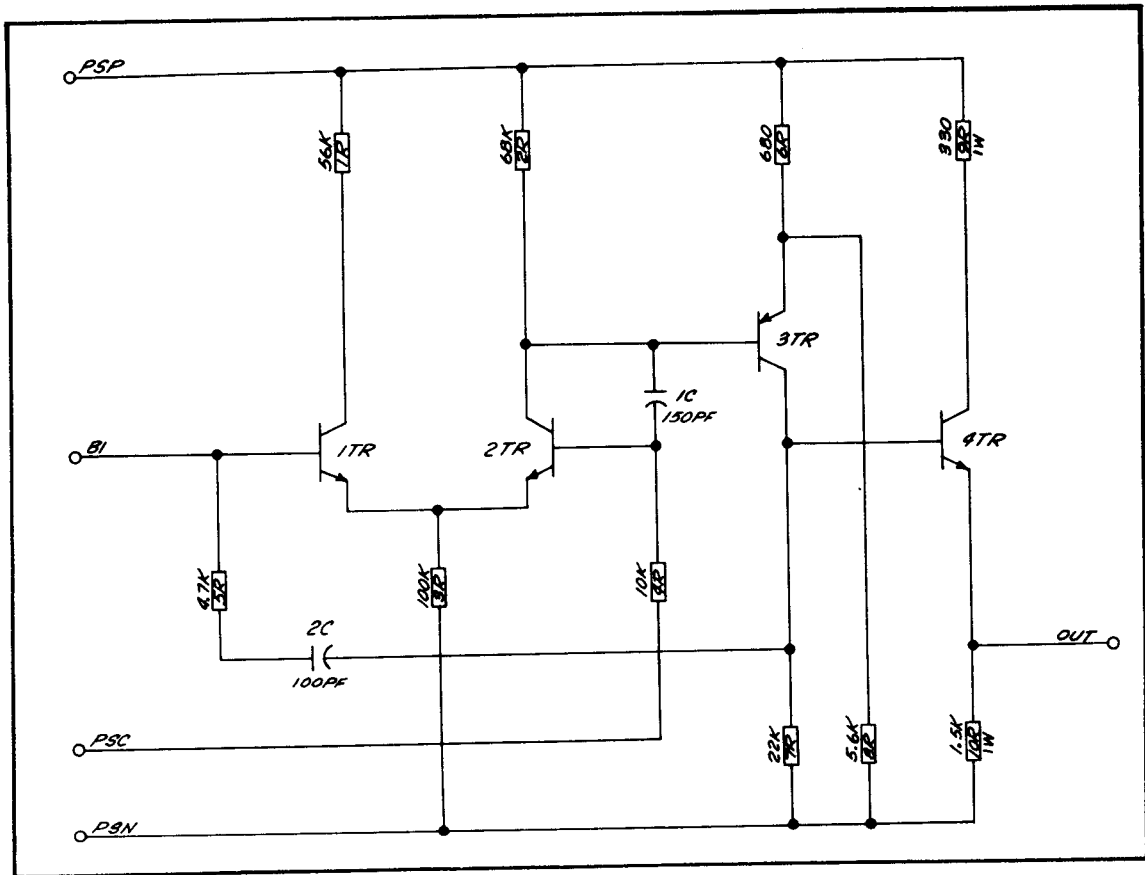 PSP
56K
1R
68K
2R
680
6R
330
9R
1W
3TR
1C
150PF
B1
1TR
2TR
4TR
4.7K
5R
100K
3R
10K
4R
2C
100PF
OUT
PSC
22K
7R
5.6K
8R
1.5K
10R
1W
PSN